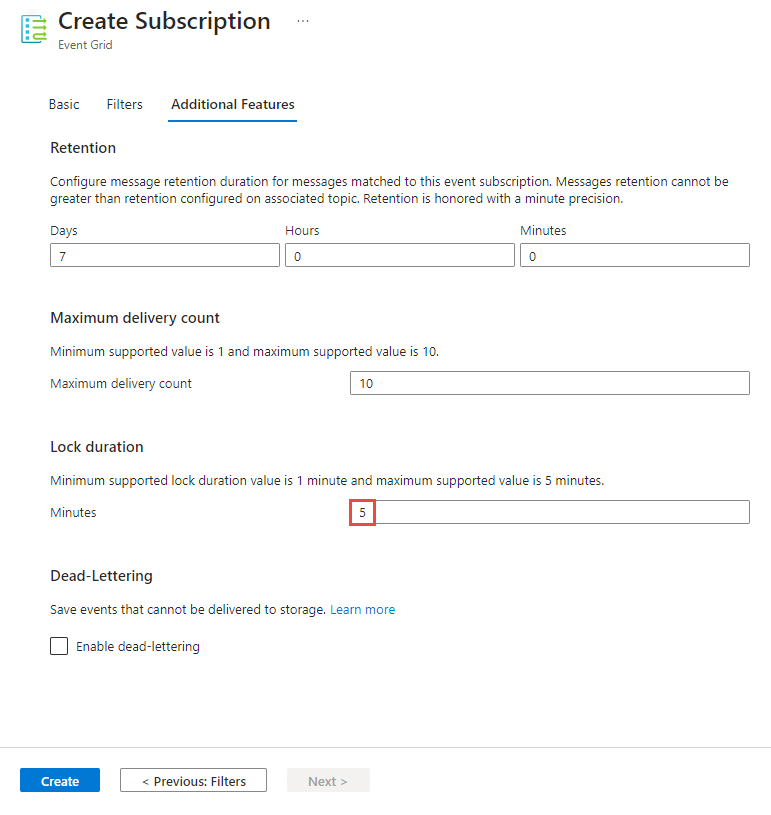 Create Subscription ...
Event Grid
Basic Filters Additional Features
Retention
Configure message retention duration for messages matched to this event subscription. Messages retention cannot be
greater than retention configured on associated topic. Retention is honored with a minute precision.
Days Hours Minutes
7 0 0
Maximum delivery count
Minimum supported value is 1 and maximum supported value is 10.
Maximum delivery count 10
Lock duration
Minimum supported lock duration value is 1 minute and maximum supported value is 5 minutes.
Minutes 5
Dead-Lettering
Save events that cannot be delivered to storage. Learn more
Enable dead-lettering
Create < Previous: Filters Next >